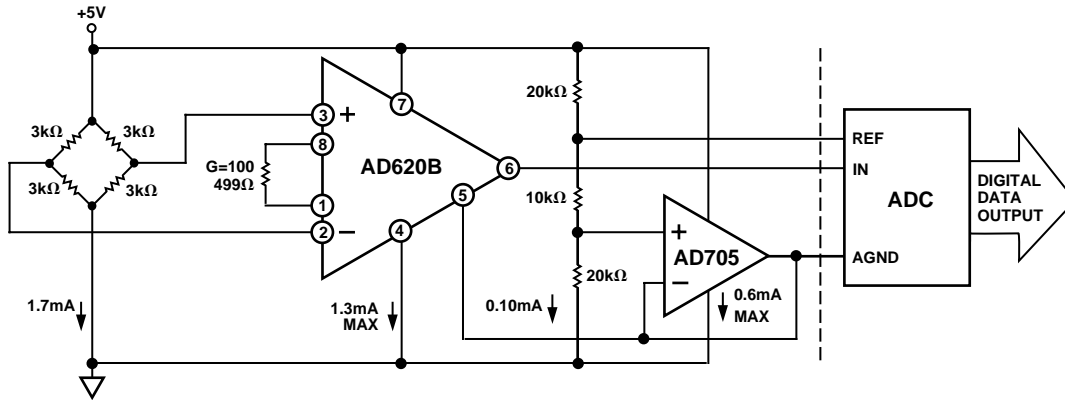 +5V
3kΩ
3kΩ
3kΩ
3kΩ
1.7mA
G=100
499Ω
3
8
1
2
+
−
7
AD620B
6
5
4
1.3mA
MAX
20kΩ
10kΩ
20kΩ
0.10mA
+
−
AD705
0.6mA
MAX
REF
IN
AGND
ADC
DIGITAL
DATA
OUTPUT